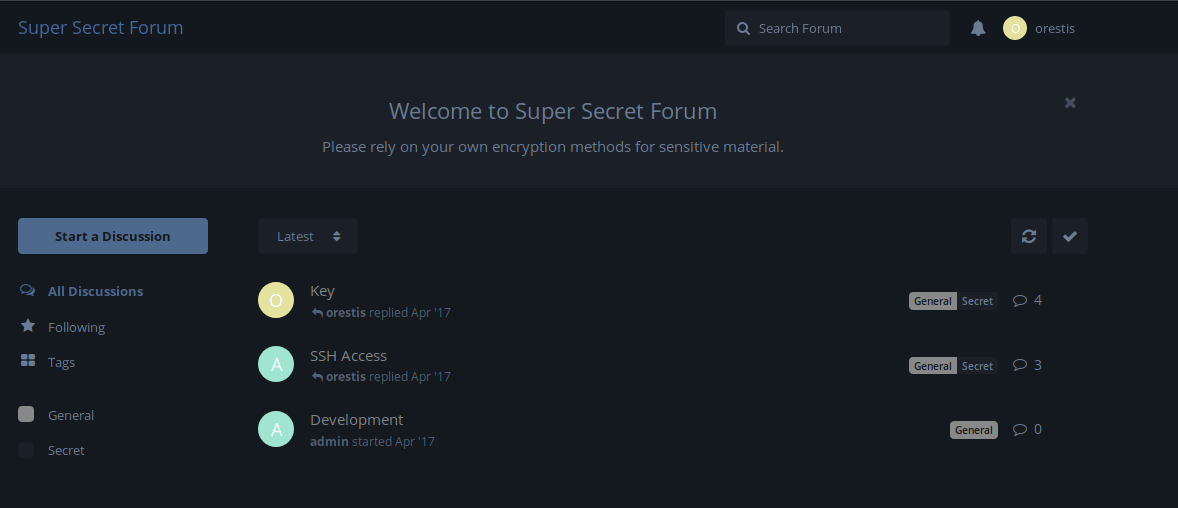 Super Secret Forum
Search Forum
O
orestis
Welcome to Super Secret Forum
Please rely on your own encryption methods for sensitive material.
Start a Discussion
Latest
All Discussions
Following
Tags
General
Secret
O
Key
orestis replied Apr '17
General Secret
4
A
SSH Access
orestis replied Apr '17
General Secret
3
A
Development
admin started Apr '17
General
0